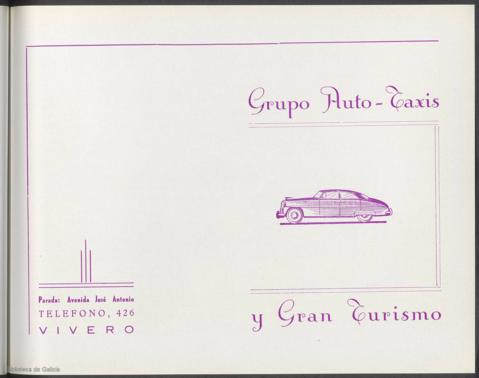 Grupo Auto-Taxis
y Gran Turismo
Parada: Avenida José Antonio
TELEFONO, 426
VIVERO
Biblioteca de Galicia